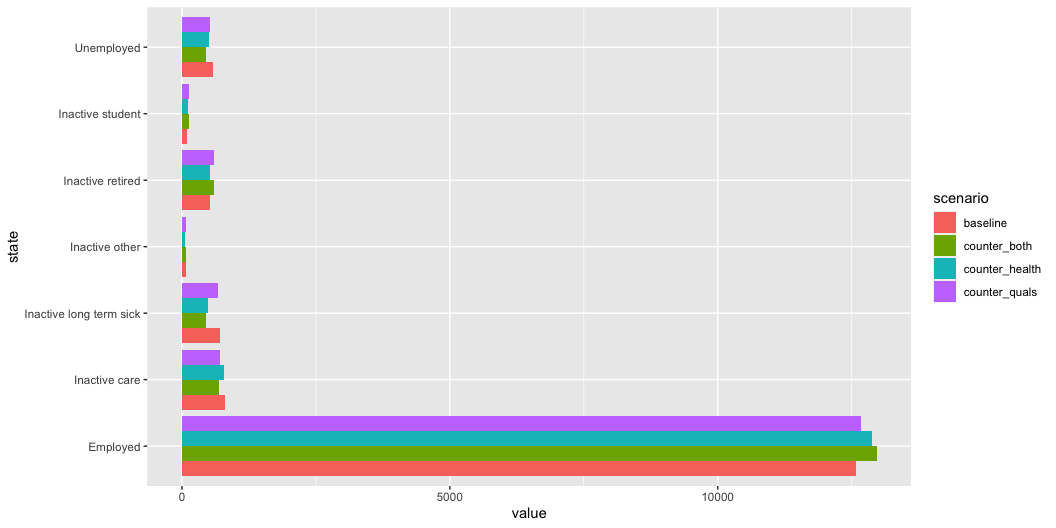 state
Unemployed
Inactive student
Inactive retired
Inactive other
Inactive long term sick
Inactive care
Employed
0
5000
10000
value
scenario
baseline
counter_both
counter_health
counter_quals